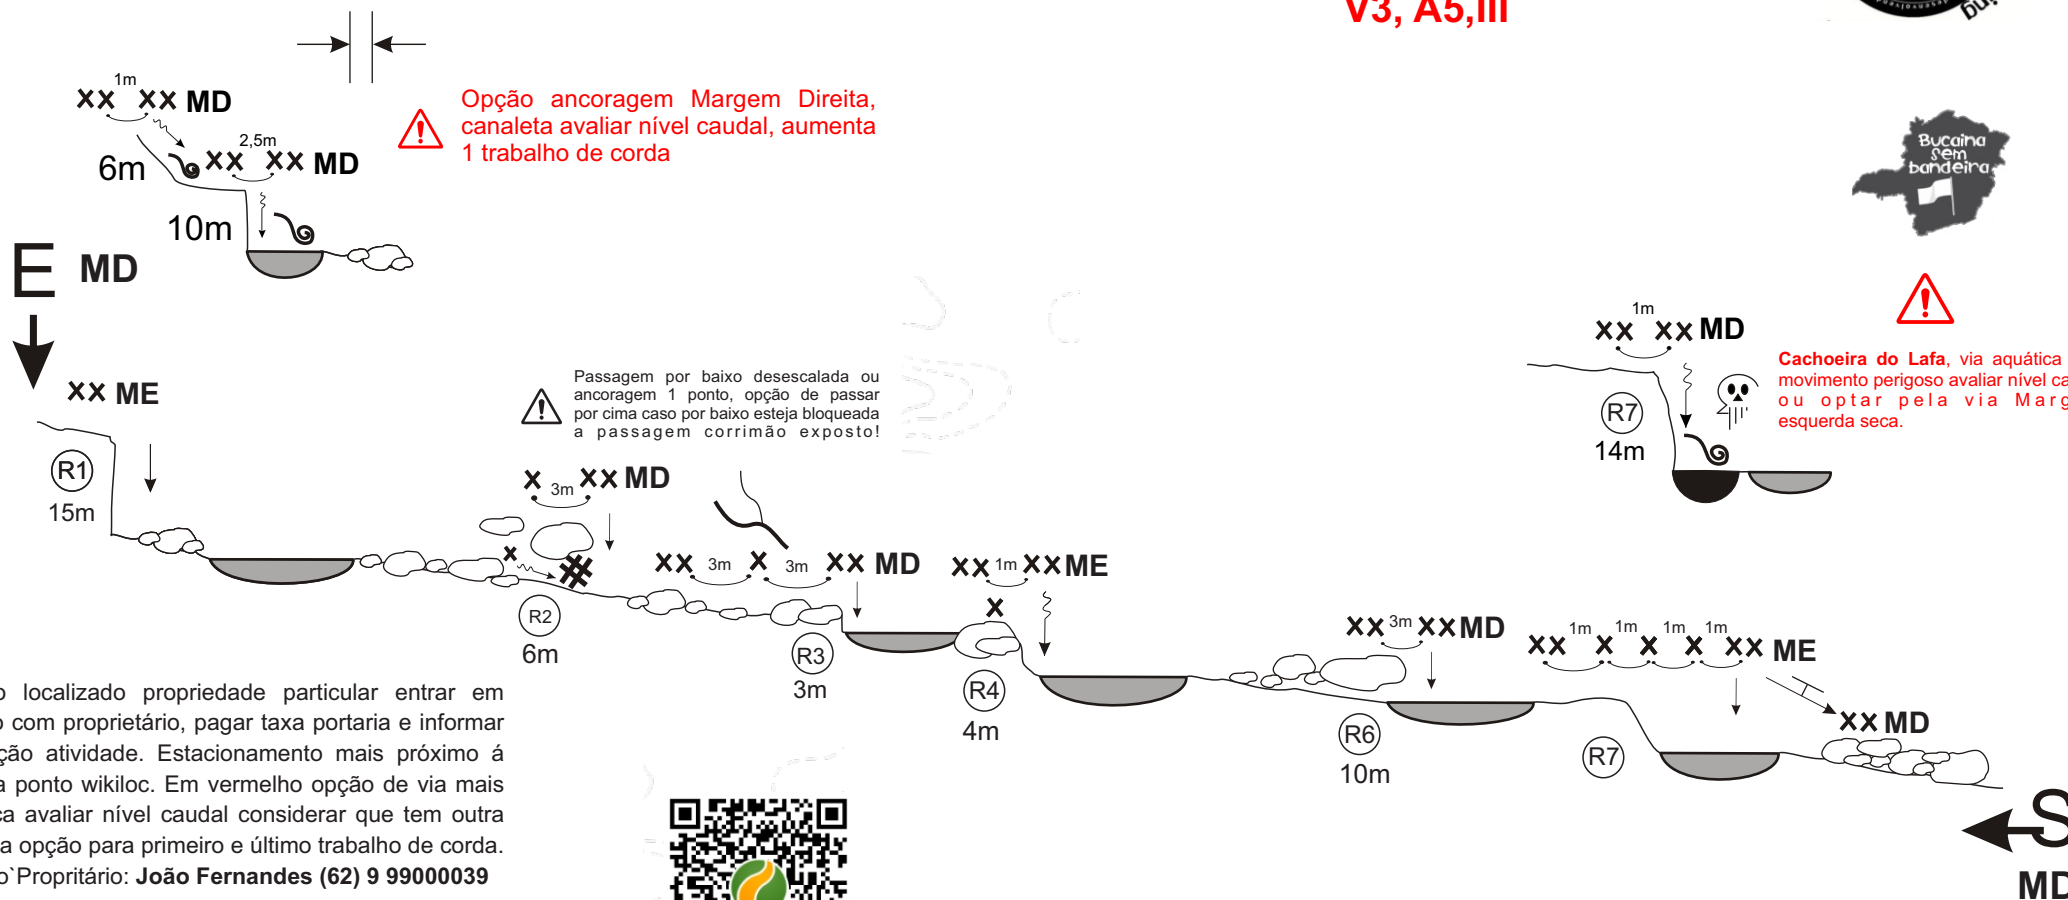 V3, A5,III
1m
XX XX MD
6m
2,5m
XX XX MD
10m
Opção ancoragem Margem Direita,
canaleta avaliar nível caudal, aumenta
1 trabalho de corda
Bucaina
sem
bandeira
E MD
XX ME
R1
15m
Passagem por baixo desescalada ou
ancoragem 1 ponto, opção de passar
por cima caso por baixo esteja bloqueada
a passagem corrimão exposto!
X 3m XX MD
X
R2
6m
XX 3m X 3m XX MD
R3
3m
XX 1m XX ME
X
R4
4m
XX 3m XX MD
R6
10m
1m
XX XX MD
R7
14m
Cachoeira do Lafa, via aquática
movimento perigoso avaliar nível
ou optar pela via
esquerda seca.
1m 1m 1m 1m
XX X X X XX ME
XX MD
R7
S
MD
localizado propriedade particular entrar em
com proprietário, pagar taxa portaria e informar
atividade. Estacionamento mais próximo á
ponto wikiloc. Em vermelho opção de via mais
avaliar nível caudal considerar que tem outra
opção para primeiro e último trabalho de corda.
o`Propritário: João Fernandes (62) 9 99000039